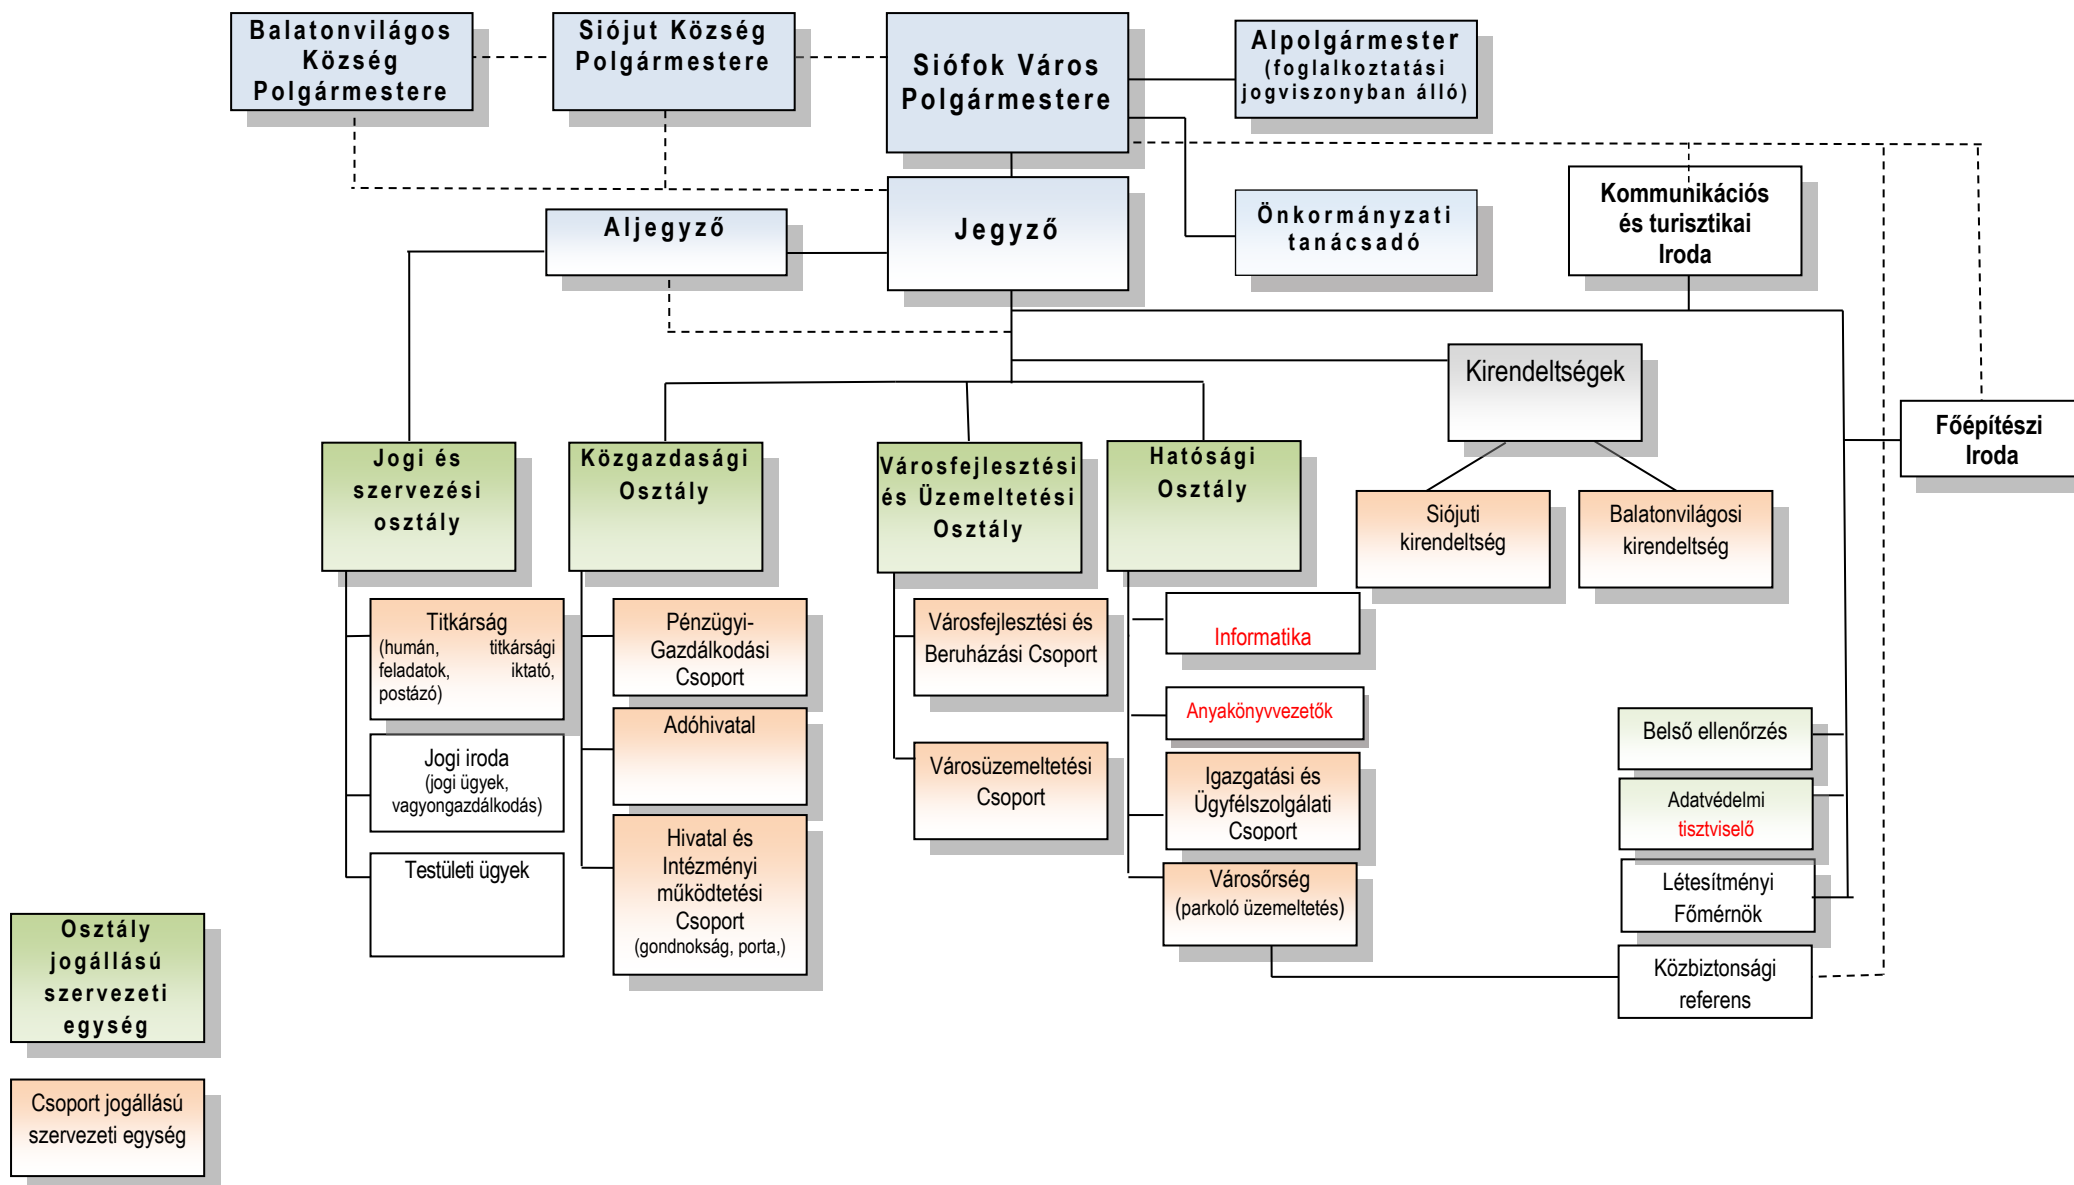 Balatonvilágos
Község
Polgármestere
Siójut Község
Polgármestere
Siófok Város
Polgármestere
Alpolgármester
(foglalkoztatási
jogviszonyban álló)
Aljegyző
Jegyző
Önkormányzati
tanácsadó
Kommunikációs
és turisztikai
Iroda
Kirendeltségek
Főépítészi
Iroda
Jogi és
szervezési
osztály
Közgazdasági
Osztály
Városfejlesztési
és Üzemeltetési
Osztály
Hatósági
Osztály
Siójuti
kirendeltség
Balatonvilágosi
kirendeltség
Titkárság
(humán, titkársági
feladatok, iktató,
postázó)
Jogi iroda
(jogi ügyek,
vagyongazdálkodás)
Testületi ügyek
Pénzügyi-
Gazdálkodási
Csoport
Adóhivatal
Hivatal és
Intézményi
működtetési
Csoport
(gondnokság, porta,)
Városfejlesztési és
Beruházási Csoport
Városüzemeltetési
Csoport
Informatika
Anyakönyvvezetők
Igazgatási és
Ügyfélszolgálati
Csoport
Városőrség
(parkoló üzemeltetés)
Belső ellenőrzés
Adatvédelmi
tisztviselő
Létesítményi
Főmérnök
Közbiztonsági
referens
Osztály
jogállású
szervezeti
egység
Csoport jogállású
szervezeti egység